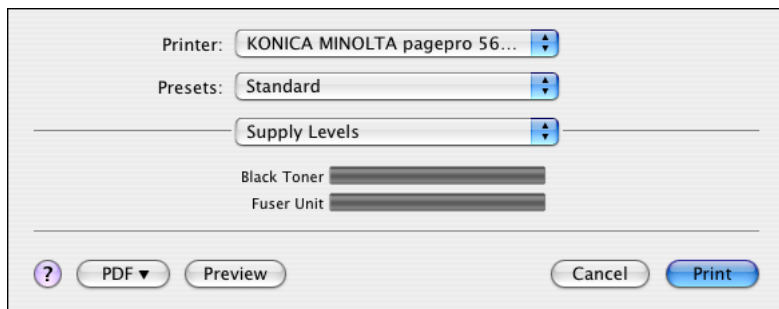 Printer: KONICA MINOLTA pagepro 56...
Presets: Standard
Supply Levels
Black Toner
Fuser Unit
? PDF ▼ Preview Cancel Print